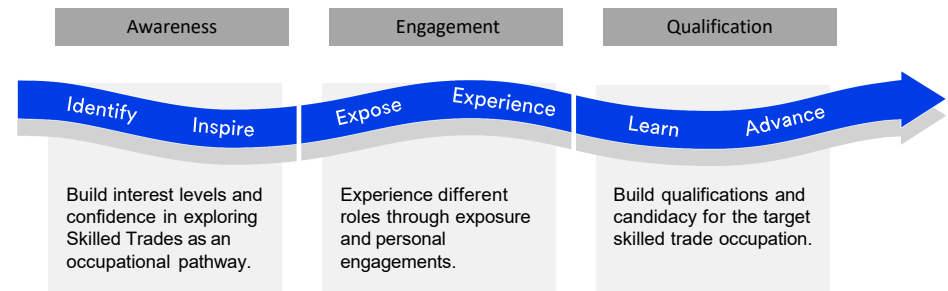 Awareness
Engagement
Qualification
Identify
Inspire
Expose
Experience
Learn
Advance
Build interest levels and
confidence in exploring
Skilled Trades as an
occupational pathway.
Experience different
roles through exposure
and personal
engagements.
Build qualifications and
candidacy for the target
skilled trade occupation.